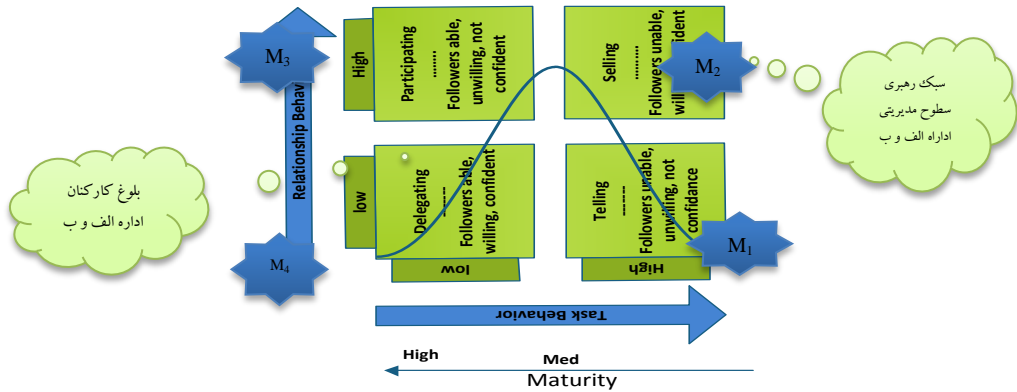 M3
High
Participating
........
Followers able,
unwilling, not
confident
Selling
.........
Followers unable,
M2
سبک رهبری
سطوح مدیریتی
اداراه الف و ب
Relationship Behav
بلوغ کارکنان
اداره الف و ب
low
Delegating
-------
Followers able,
willing, confident
Telling
------
Followers unable,
unwilling, not
confidance
M4
M1
low
High
Task Behavior
High
Med
Maturity